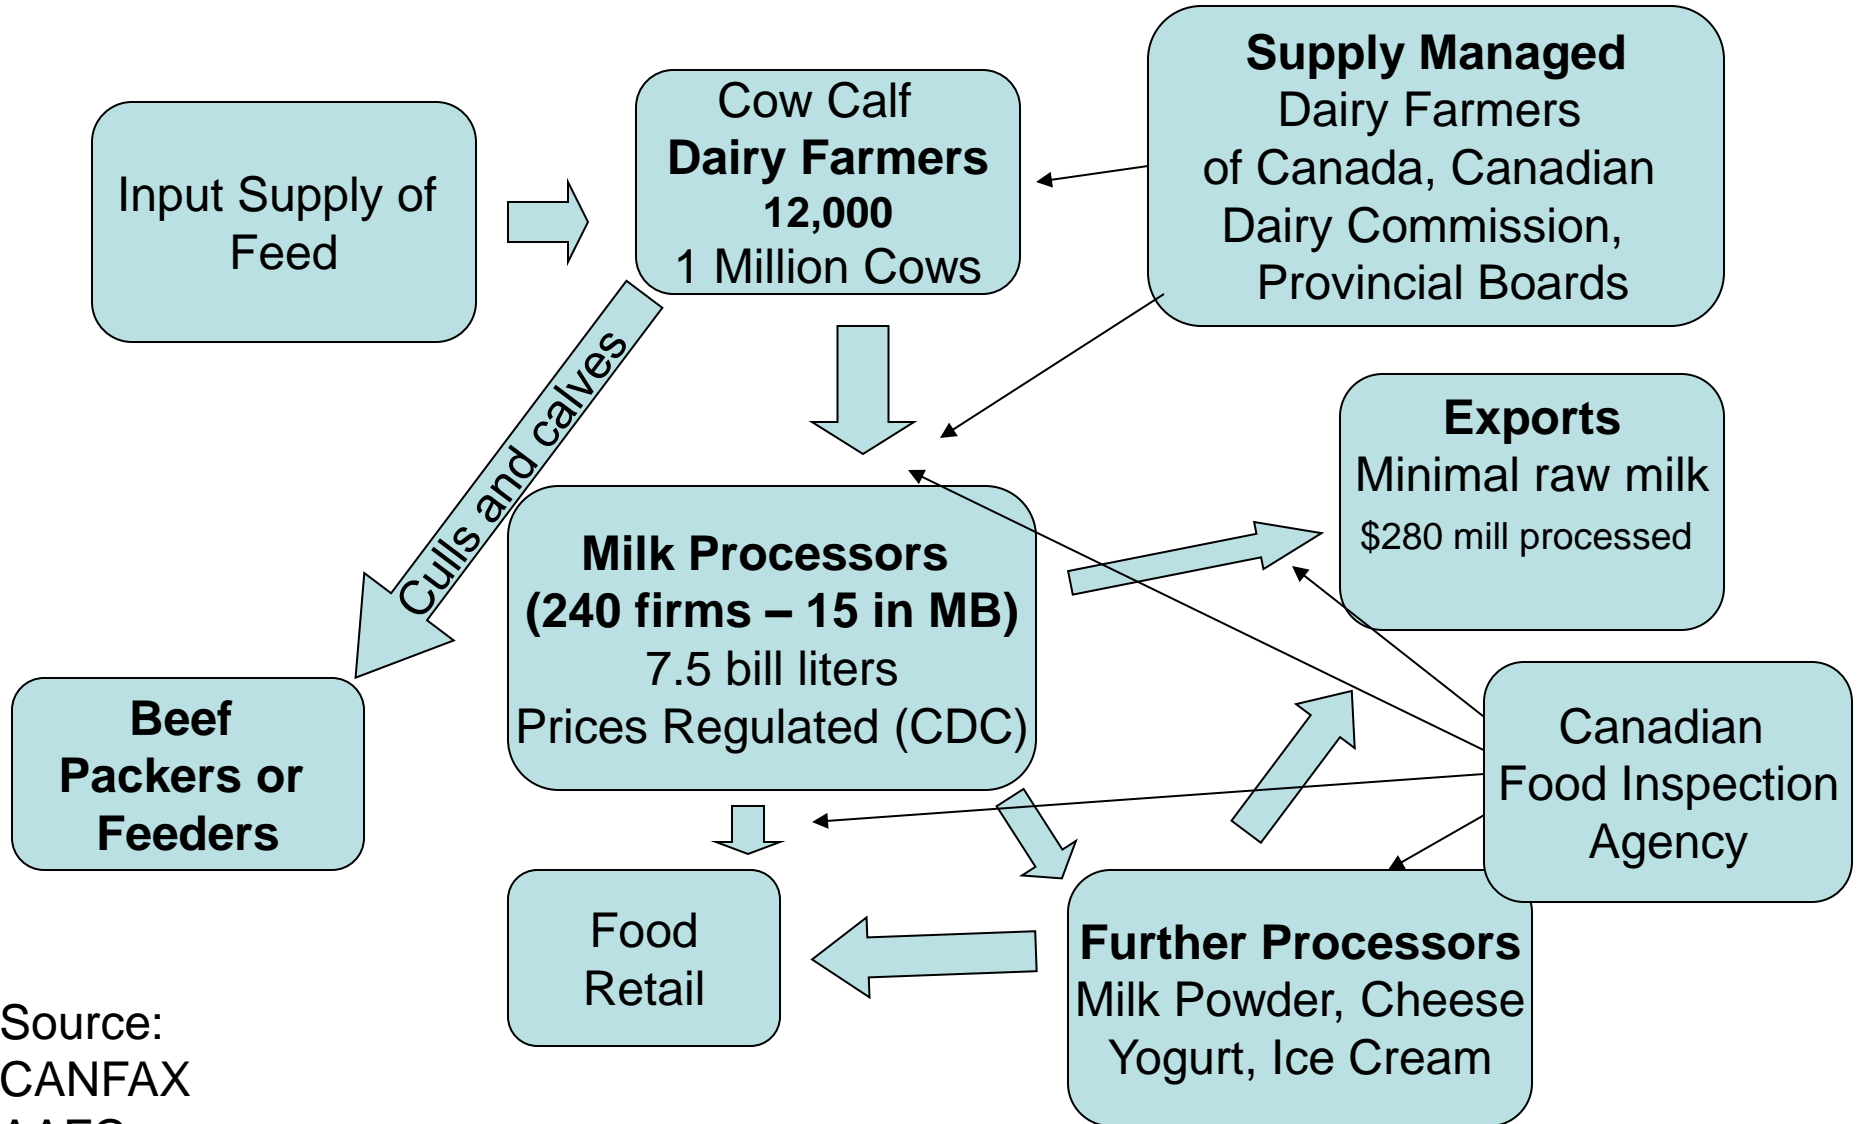 Input Supply of
Feed
Cow Calf
Dairy Farmers
12,000
1 Million Cows
Supply Managed
Dairy Farmers
of Canada, Canadian
Dairy Commission,
Provincial Boards
Culls and calves
Exports
Minimal raw milk
$280 mill processed
Milk Processors
(240 firms – 15 in MB)
7.5 bill liters
Prices Regulated (CDC)
Beef
Packers or
Feeders
Canadian
Food Inspection
Agency
Food
Retail
Further Processors
Milk Powder, Cheese
Yogurt, Ice Cream
Source:
CANFAX